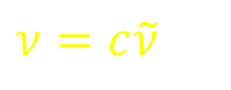 ν = cν̃